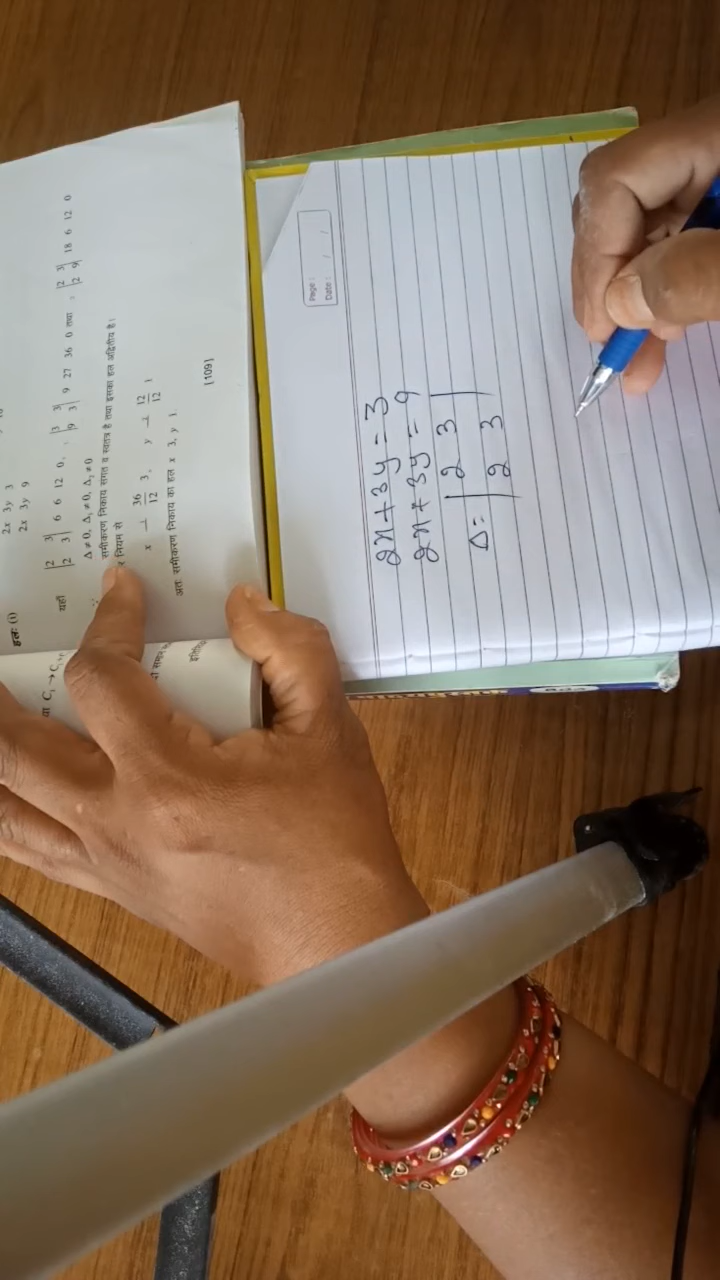 हलः (i)
2x 3y 3
2x 3y 9
यहाँ |2 3| 6 6 12 0, |3 3| 9 27 36 0 तथा |2 3| 18 6 12 0
|2 3| |9 3| |2 9|
Δ ≠ 0, Δ₁ ≠ 0, Δ₂ ≠ 0
समीकरण निकाय संगत व स्वतंत्र है तथा इसका हल अद्वितीय है।
नियम से
x 36/12 3, y 12/12 1
अतः समीकरण निकाय का हल x 3, y 1.
[109]
Page :
Date : / /
2x+3y=3
2x+3y=9
Δ= |2 3|
|2 3|